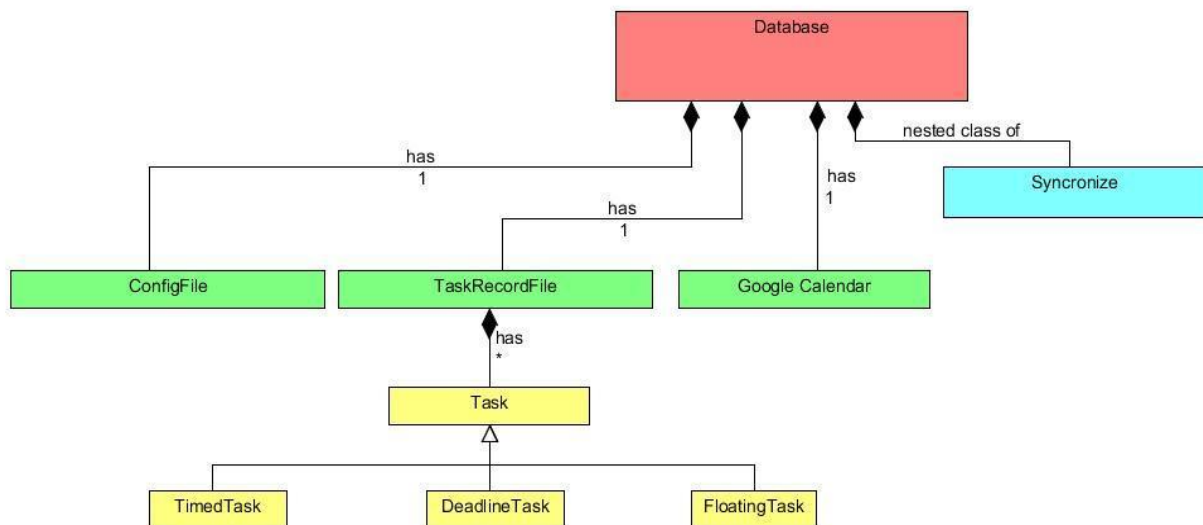 Database
nested class of
has
1
has
1
has
1
Syncronize
ConfigFile
TaskRecordFile
Google Calendar
has
*
Task
TimedTask
DeadlineTask
FloatingTask